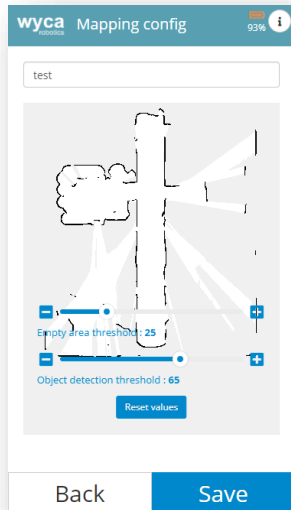 wyca
robotics
Mapping config
93%
i
test
Empty area threshold : 25
Object detection threshold : 65
Reset values
Back
Save